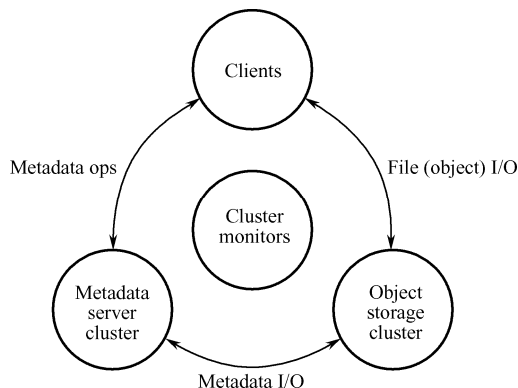 Clients
Metadata ops
File (object) I/O
Cluster
monitors
Metadata
server
cluster
Object
storage
cluster
Metadata I/O